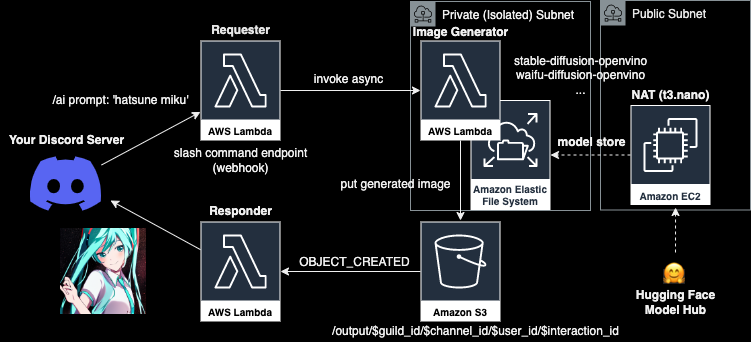 Private (Isolated) Subnet
Public Subnet
Requester
Image Generator
stable-diffusion-openvino
waifu-diffusion-openvino
...
NAT (t3.nano)
invoke async
/ai prompt: 'hatsune miku'
AWS Lambda
AWS Lambda
slash command endpoint
(webhook)
Your Discord Server
model store
Amazon Elastic
File System
Amazon EC2
put generated image
Responder
OBJECT_CREATED
AWS Lambda
Amazon S3
Hugging Face
Model Hub
/output/$guild_id/$channel_id/$user_id/$interaction_id